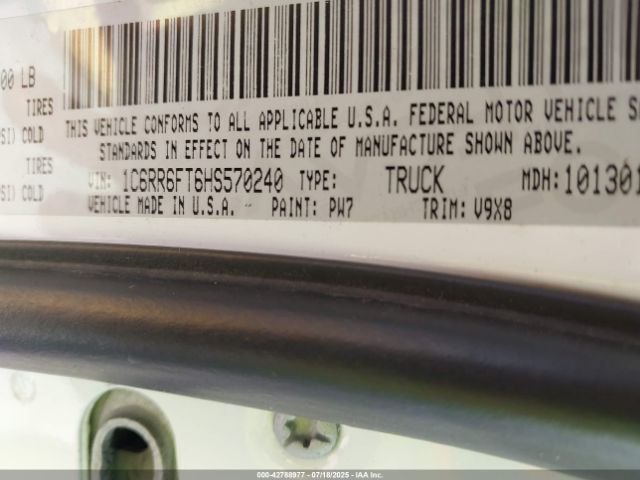 00 LB
TIRES
SI) COLD
TIRES
SI) COLD
THIS VEHICLE CONFORMS TO ALL APPLICABLE U.S.A. FEDERAL MOTOR VEHICLE S
STANDARDS IN EFFECT ON THE DATE OF MANUFACTURE SHOWN ABOVE.
VIN: 1C6RR6FT6HS570240 TYPE: TRUCK MDH: 101301
VEHICLE MADE IN U.S.A. PAINT: PW7 TRIM: V9X8
000-42788977 - 07/18/2025 - IAA Inc.